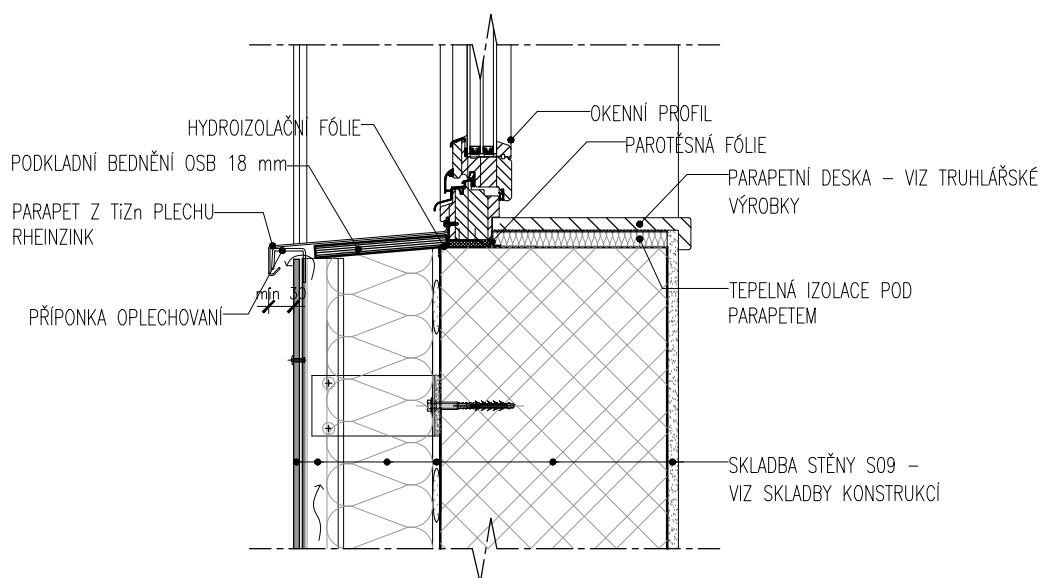 OKENNÍ PROFIL
HYDROIZOLAČNÍ FÓLIE
PAROTĚSNÁ FÓLIE
PODKLADNÍ BEDNĚNÍ OSB 18 mm
PARAPETNÍ DESKA – VIZ TRUHLÁŘSKÉ
VÝROBKY
PARAPET Z TiZn PLECHU
RHEINZINK
min 30
TEPELNÁ IZOLACE POD
PARAPETEM
PŘÍPONKA OPLECHOVANÍ
SKLADBA STĚNY S09 –
VIZ SKLADBY KONSTRUKCÍ